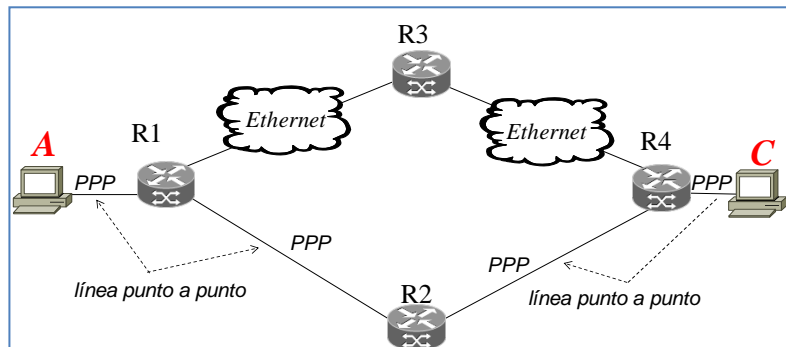 R3
Ethernet
Ethernet
R1
R4
A
C
PPP
PPP
PPP
PPP
línea punto a punto
R2
línea punto a punto